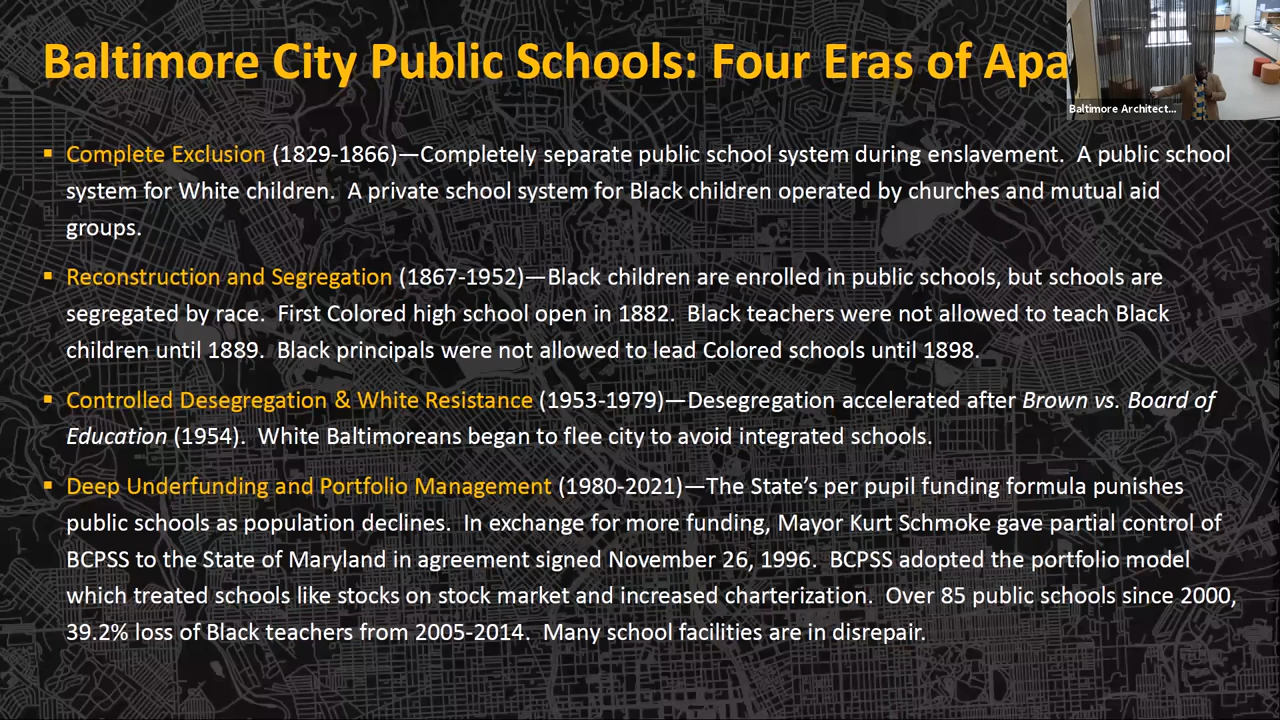 Baltimore City Public Schools: Four Eras of Apa
Baltimore Architect...
▪ Complete Exclusion (1829-1866)—Completely separate public school system during enslavement.  A public school
system for White children.  A private school system for Black children operated by churches and mutual aid
groups.
▪ Reconstruction and Segregation (1867-1952)—Black children are enrolled in public schools, but schools are
segregated by race.  First Colored high school open in 1882.  Black teachers were not allowed to teach Black
children until 1889.  Black principals were not allowed to lead Colored schools until 1898.
▪ Controlled Desegregation & White Resistance (1953-1979)—Desegregation accelerated after Brown vs. Board of
Education (1954).  White Baltimoreans began to flee city to avoid integrated schools.
▪ Deep Underfunding and Portfolio Management (1980-2021)—The State’s per pupil funding formula punishes
public schools as population declines.  In exchange for more funding, Mayor Kurt Schmoke gave partial control of
BCPSS to the State of Maryland in agreement signed November 26, 1996.  BCPSS adopted the portfolio model
which treated schools like stocks on stock market and increased charterization.  Over 85 public schools since 2000,
39.2% loss of Black teachers from 2005-2014.  Many school facilities are in disrepair.